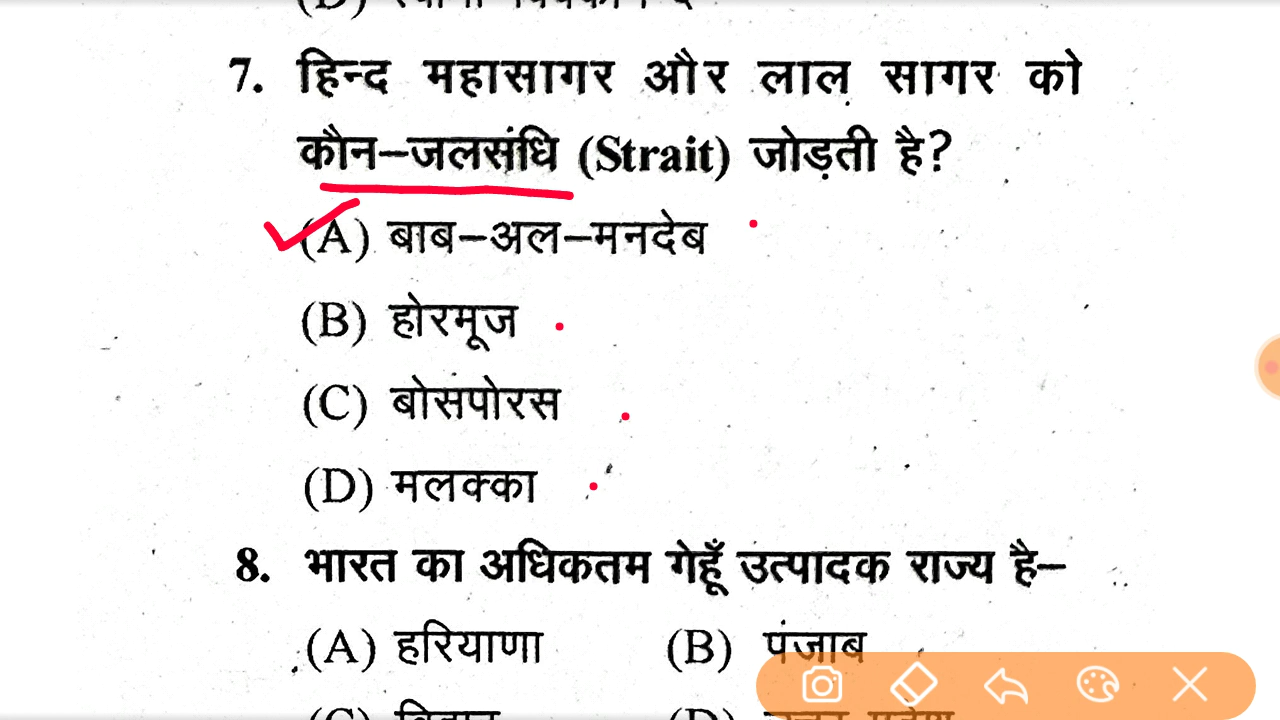 7. हिन्द महासागर और लाल सागर को
कौन–जलसंधि (Strait) जोड़ती है?
(A) बाब–अल–मनदेब
(B) होरमूज
(C) बोसपोरस
(D) मलक्का
8. भारत का अधिकतम गेहूँ उत्पादक राज्य है–
(A) हरियाणा (B) पंजाब